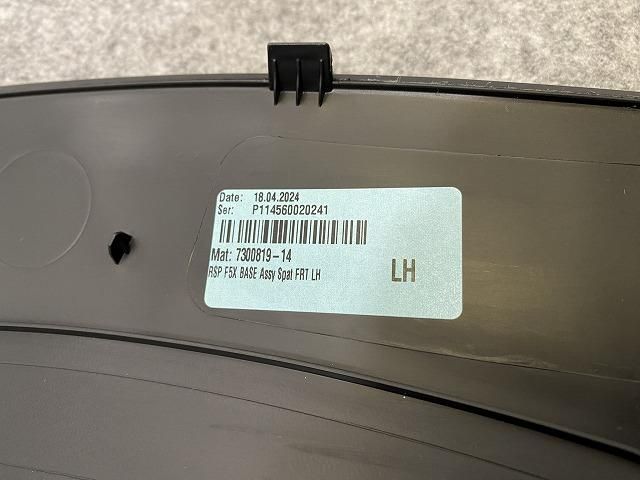 Date: 18.04.2024
Ser: P114560020241
Mat: 7300819-14
RSP F5X BASE Assy Spat FRT LH
LH